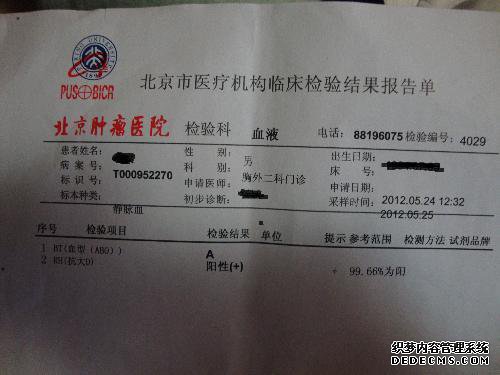 PUS BICR
北京市医疗机构临床检验结果报告单
北京肿瘤医院 检验科 血液 电话: 88196075 检验编号: 4029
患者姓名: 性 别: 男 出生日期:
病 案 号: T000952270 科 别: 胸外二科门诊 床 号:
标 识 号: 申请医师: 申请日期: 2012.05.24 12:32
标本种类: 静脉血 初步诊断: 采样时间: 2012.05.25
序号 检验项目 检验结果 单位 提示 参考范围 检测方法 试剂品牌
1 BT(血型(ABO)) A
2 RH(抗大D) 阳性(+) + 99.66%为阳
织梦内容管理系统
WWW.DEDECMS.COM